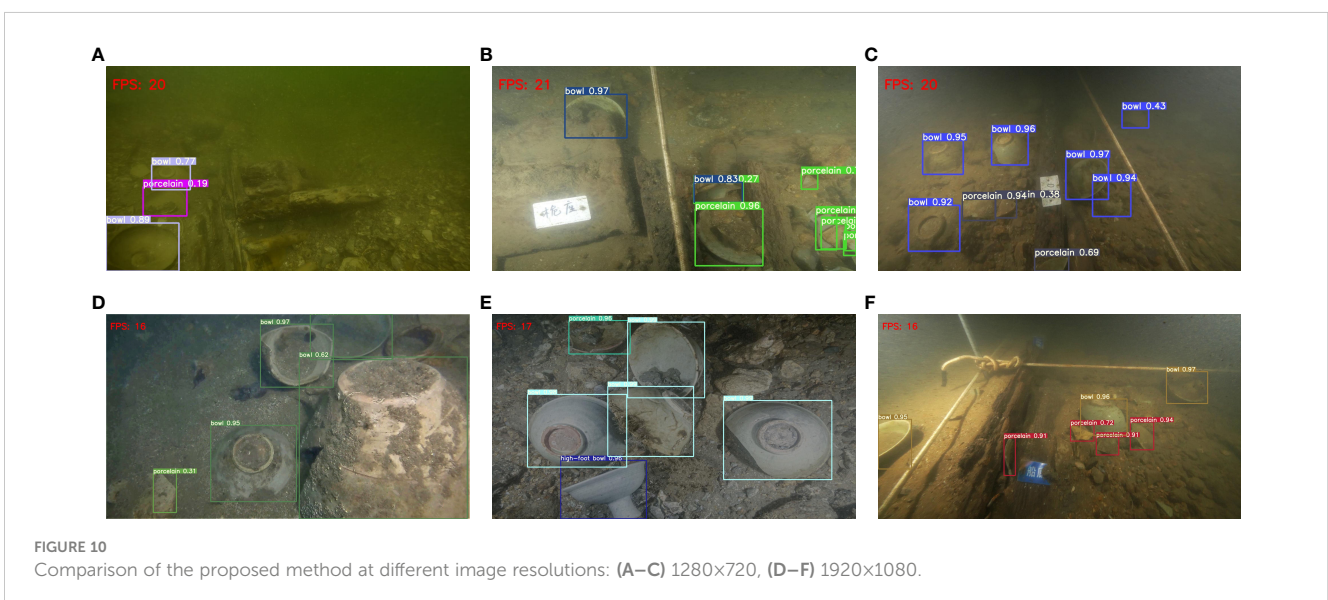 A
FPS: 20
bowl 0.77
porcelain 0.19
bowl 0.89
B
FPS: 21
bowl 0.97
bowl 0.83
0.27
porcelain 0.96
porcelain
porcela
po
C
FPS: 20
bowl 0.43
bowl 0.95
bowl 0.96
bowl 0.97
bowl 0.94
porcelain 0.94
in 0.38
bowl 0.92
porcelain 0.69
D
FPS: 16
bowl 0.97
bowl 0.62
bowl 0.95
porcelain 0.31
E
FPS: 17
porcelain 0.96
high-foot bowl 0.96
F
FPS: 16
bowl 0.97
bowl 0.96
bowl 0.95
porcelain 0.72
porcelain 0.94
porcelain 0.91
porcelain 0.91
FIGURE 10
Comparison of the proposed method at different image resolutions: (A–C) 1280×720, (D–F) 1920×1080.